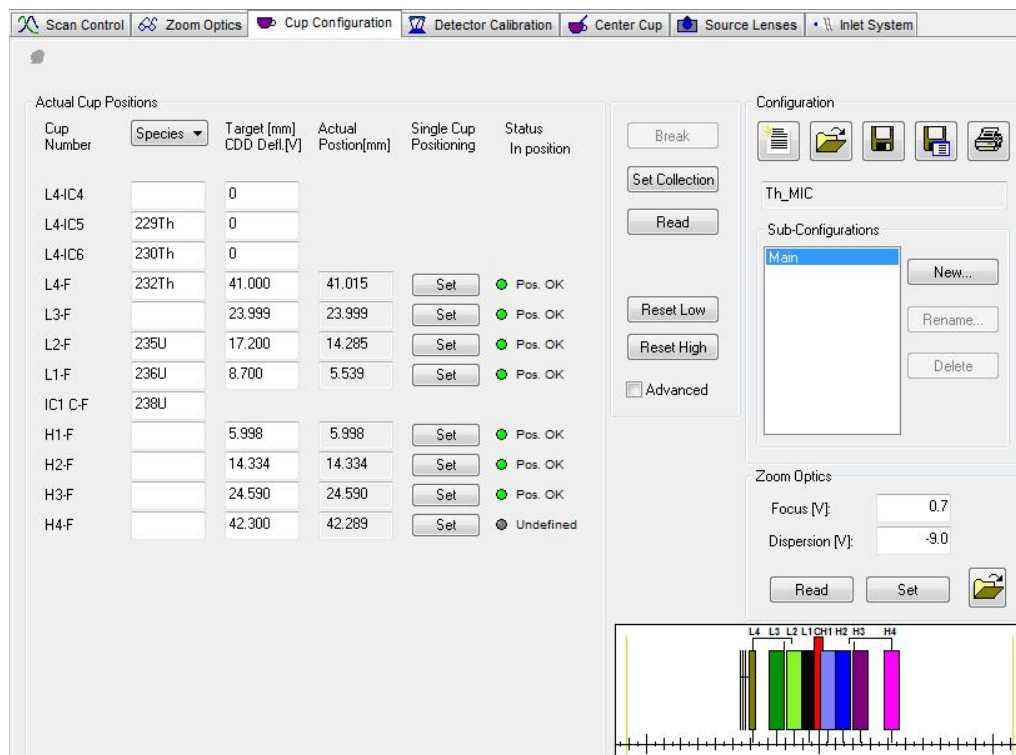 Scan Control Zoom Optics Cup Configuration Detector Calibration Center Cup Source Lenses Inlet System
Actual Cup Positions
Cup Number Species Target [mm] CDD Defl.[V] Actual Postion[mm] Single Cup Positioning Status In position
L4-IC4 0
L4-IC5 229Th 0
L4-IC6 230Th 0
L4-F 232Th 41.000 41.015 Set Pos. OK
L3-F 23.999 23.999 Set Pos. OK
L2-F 235U 17.200 14.285 Set Pos. OK
L1-F 236U 8.700 5.539 Set Pos. OK
IC1 C-F 238U
H1-F 5.998 5.998 Set Pos. OK
H2-F 14.334 14.334 Set Pos. OK
H3-F 24.590 24.590 Set Pos. OK
H4-F 42.300 42.289 Set Undefined
Break
Set Collection
Read
Reset Low
Reset High
Advanced
Configuration
Th_MIC
Sub-Configurations
Main
New...
Rename...
Delete
Zoom Optics
Focus [V]: 0.7
Dispersion [V]: -9.0
Read Set
L4 L3 L2 L1 C H1 H2 H3 H4